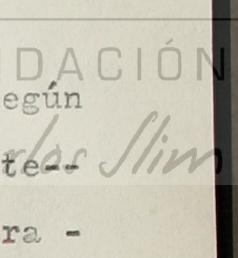 DACIÓN
egún
rlos Slim
te--
ra -